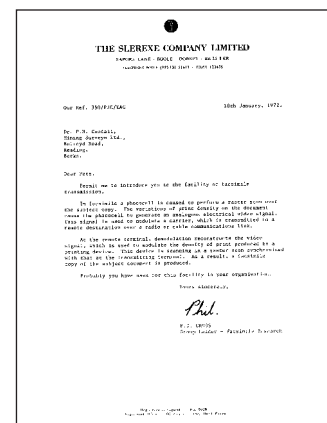 THE SLEREXE COMPANY LIMITED
SAPORS LANE - BOOLE - DORSET - BH 25 8 ER
Our Ref. 350/PJC/EAC
18th January, 1972.
Dr. P.N. Cundall,
Mining Surveys Ltd.,
Holroyd Road,
Reading,
Berks.
Dear Pete,
Permit me to introduce you to the facility of facsimile
transmission.
In facsimile a photocell is caused to perform a raster scan over
the subject copy. The variations of print density on the document
cause the photocell to generate an analogous electrical video signal.
This signal is used to modulate a carrier, which is transmitted to a
remote destination over a radio or cable communications link.
At the remote terminal, demodulation reconstructs the video
signal, which is used to modulate the density of print produced by a
printing device. This device is scanning in a raster scan synchronised
with that at the transmitting terminal. As a result, a facsimile
copy of the subject document is produced.
Probably you have uses for this facility in your organisation.
Yours sincerely,
Phil.
P.J. CROSS
Group Leader - Facsimile Research